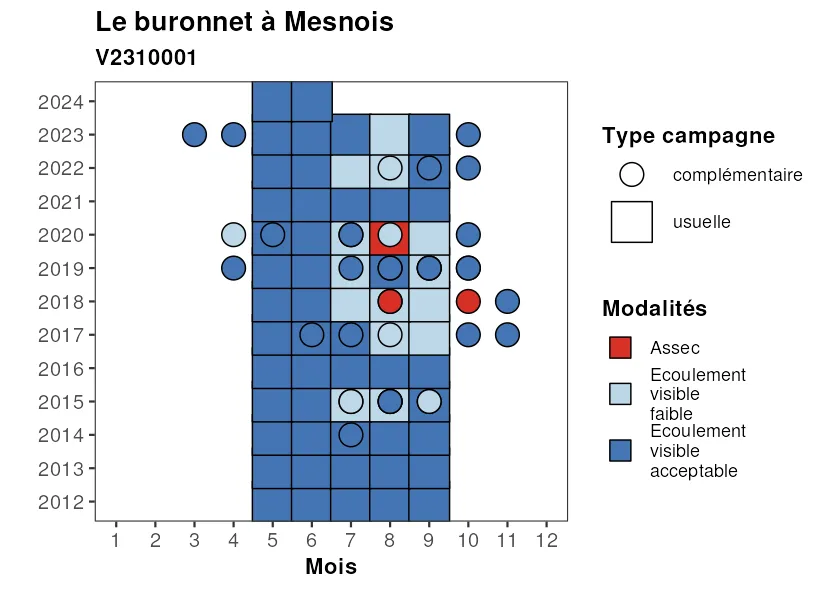 Le buronnet à Mesnois
V2310001
2024
2023
2022
2021
2020
2019
2018
2017
2016
2015
2014
2013
2012
1 2 3 4 5 6 7 8 9 10 11 12
Mois
Type campagne
complémentaire
usuelle
Modalités
Assec
Ecoulement
visible
faible
Ecoulement
visible
acceptable